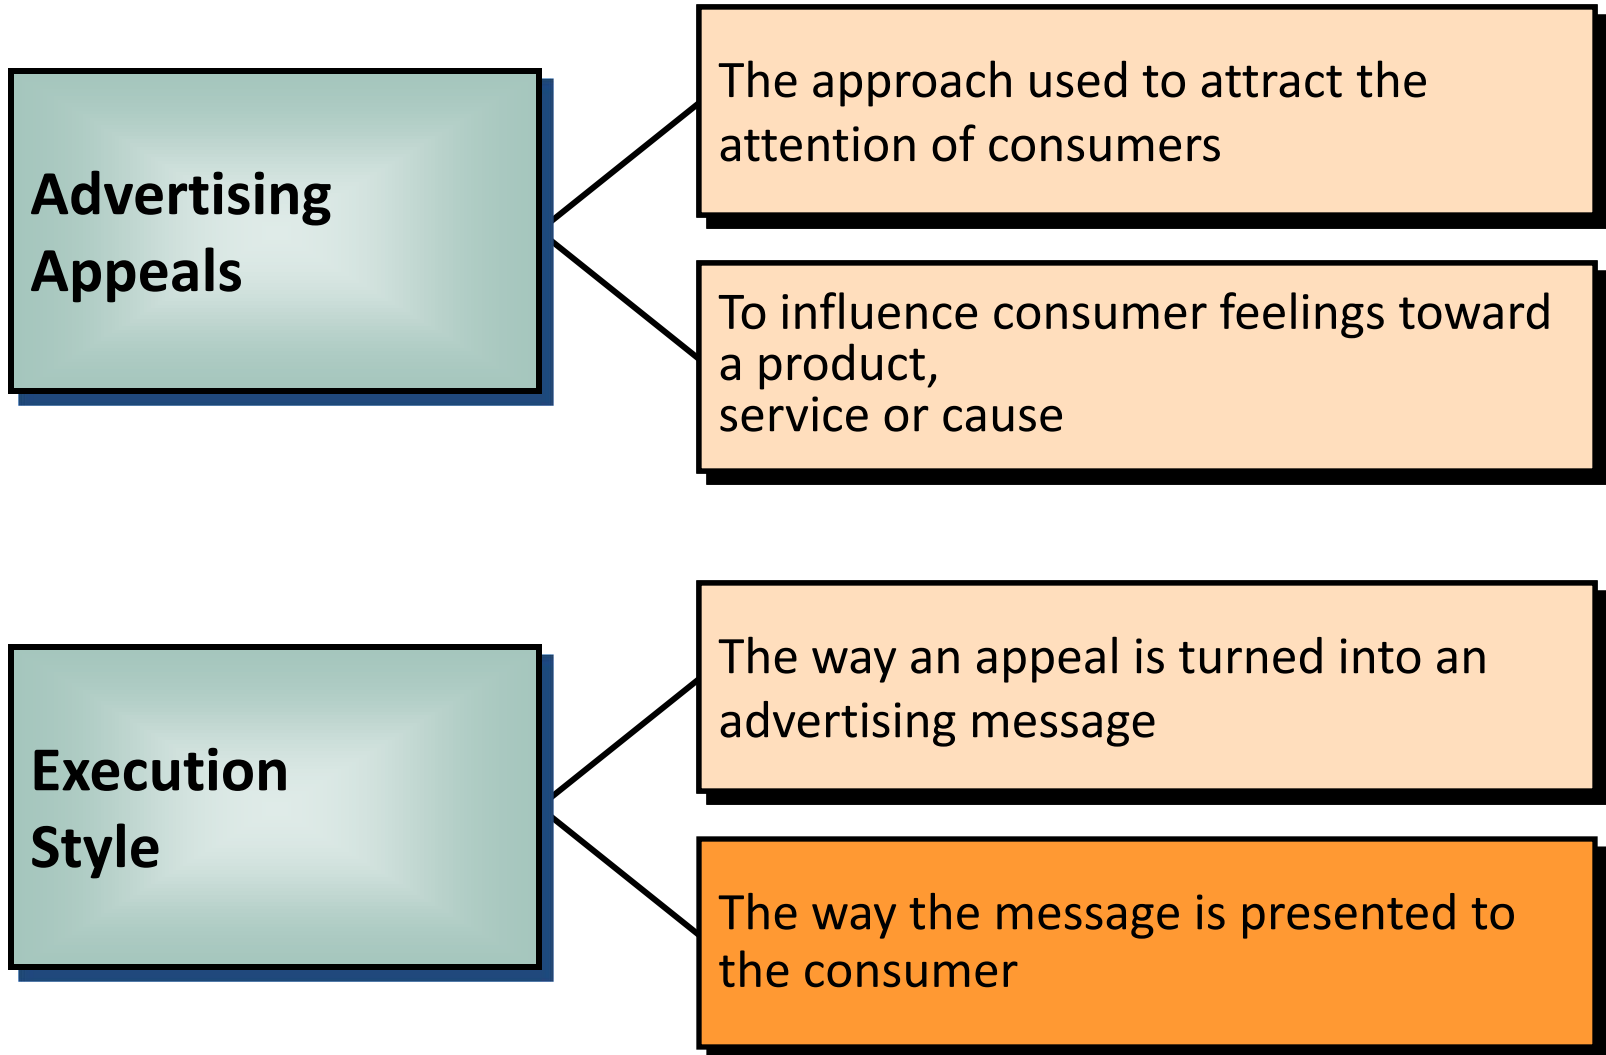 Advertising
Appeals
The approach used to attract the
attention of consumers
To influence consumer feelings toward
a product,
service or cause
Execution
Style
The way an appeal is turned into an
advertising message
The way the message is presented to
the consumer